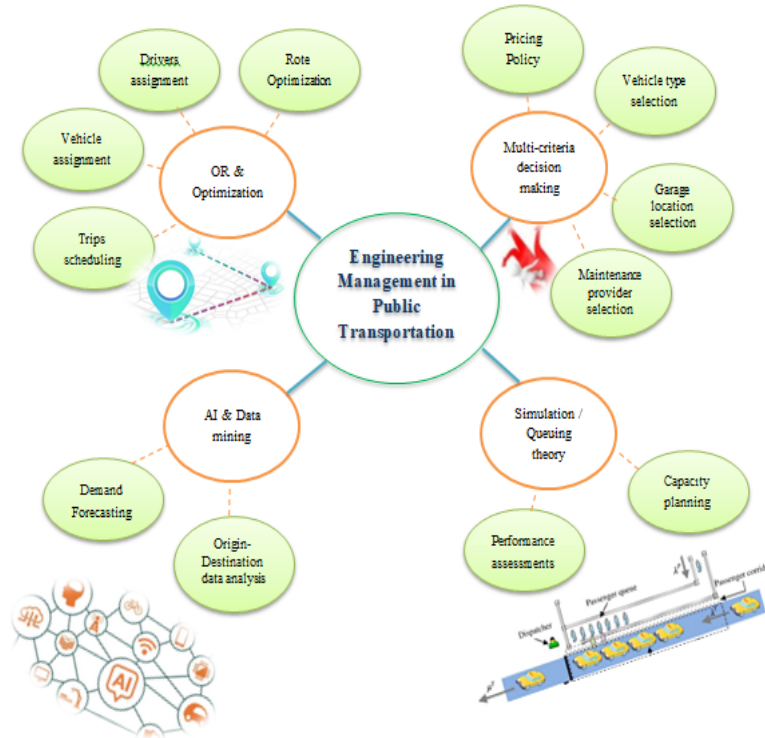 Drivers
assignment
Rote
Optimization
Vehicle
assignment
Trips
scheduling
OR &
Optimization
Pricing
Policy
Vehicle type
selection
Multi-criteria
decision
making
Garage
location
selection
Maintenance
provider
selection
Engineering
Management in
Public
Transportation
AI & Data
mining
Demand
Forecasting
Origin-
Destination
data analysis
Simulation /
Queuing
theory
Capacity
planning
Performance
assessments
AI
Passenger queue
Passenger corrid
Dispatcher